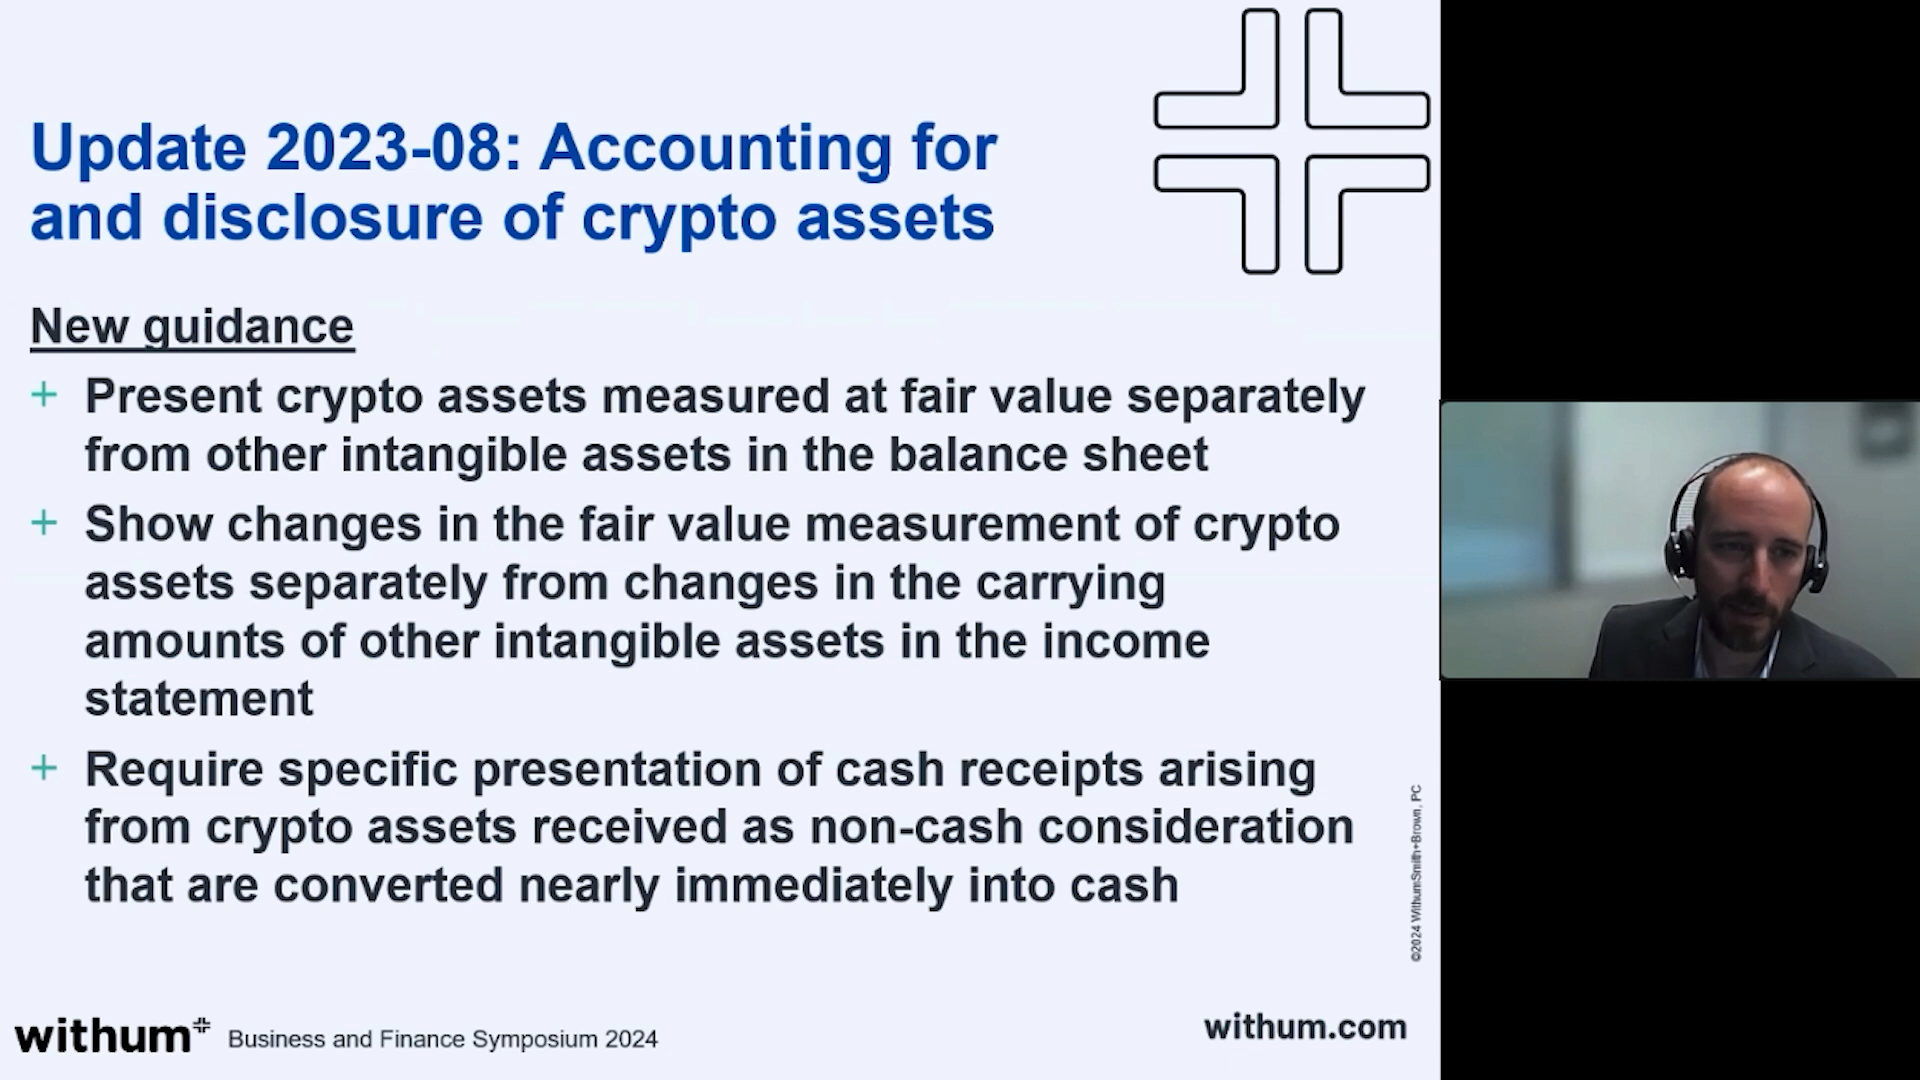 Update 2023-08: Accounting for
and disclosure of crypto assets
New guidance
+ Present crypto assets measured at fair value separately
from other intangible assets in the balance sheet
+ Show changes in the fair value measurement of crypto
assets separately from changes in the carrying
amounts of other intangible assets in the income
statement
+ Require specific presentation of cash receipts arising
from crypto assets received as non-cash consideration
that are converted nearly immediately into cash
©2024 WithumSmith+Brown, PC
withum
Business and Finance Symposium 2024
withum.com